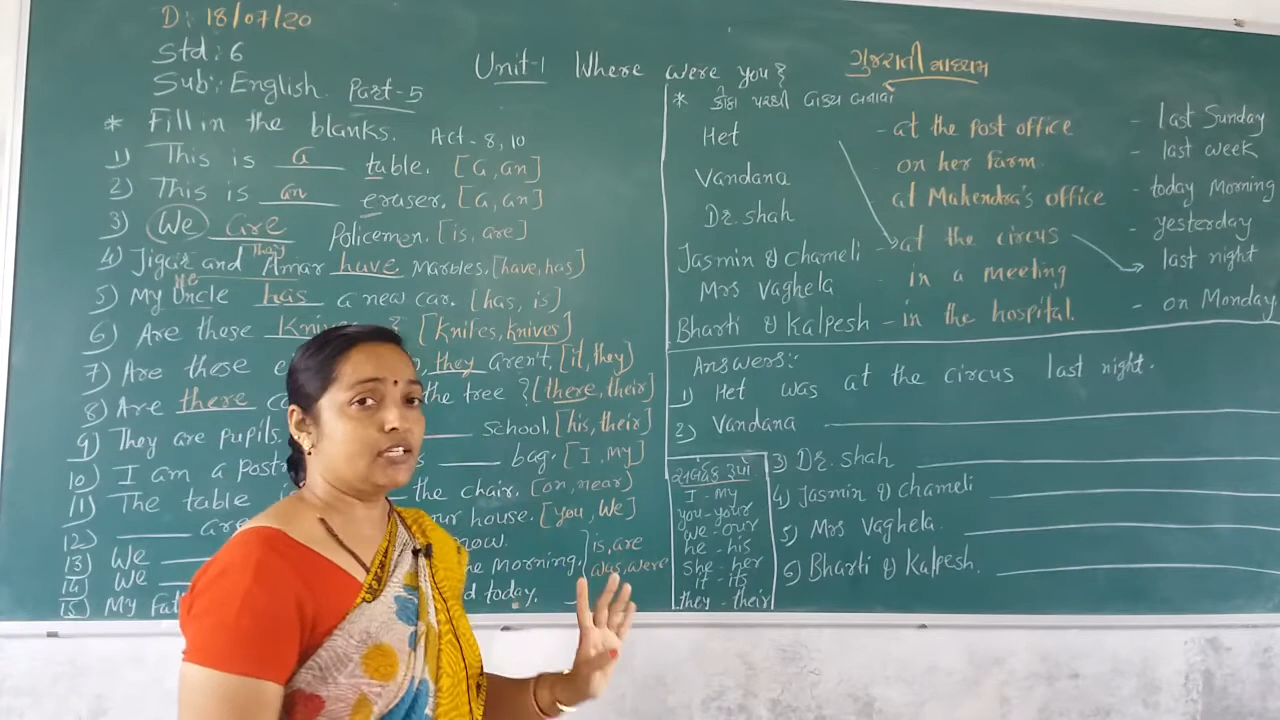 D: 18/07/20
Std: 6
Sub: English. Part-5
Unit-1 Where were you?
ગુજરાતી માધ્યમ
* Fill in the blanks. Act-8, 10
1) This is a table. [a, an]
2) This is an eraser. [a, an]
3) We are Policemen. [is, are]
They
4) Jigar and Amar have marbles. [have, has]
He
5) My Uncle has a new car. [has, is]
6) Are these knives ? [knifes, knives]
7) Are these they aren't. [it, they]
8) Are there the tree ? [there, their]
9) They are pupils. ____ school. [his, their]
10) I am a ____ bag. [I, my]
11) The table the chair. [on, near]
12) ____ are our house. [you, We]
13) We ____ now.
14) We ____ morning.
is, are
was, were
15) My d today.
* કોઠા પરથી વાક્ય બનાવો
Het - at the post office - last Sunday
Vandana on her farm. - last week
Dr. shah at Mahendra's office - today Morning
Jasmin & Chameli - at the circus - yesterday
Mrs Vaghela - in a meeting last night
Bharti & Kalpesh - in the hospital. - on Monday
Answers:-
1) Het was at the circus last night.
2) Vandana
3) Dr. shah
4) Jasmin & Chameli
5) Mrs Vaghela.
6) Bharti & Kalpesh.
I - my
you - your
we - our
he - his
she - her
it - its
they - their